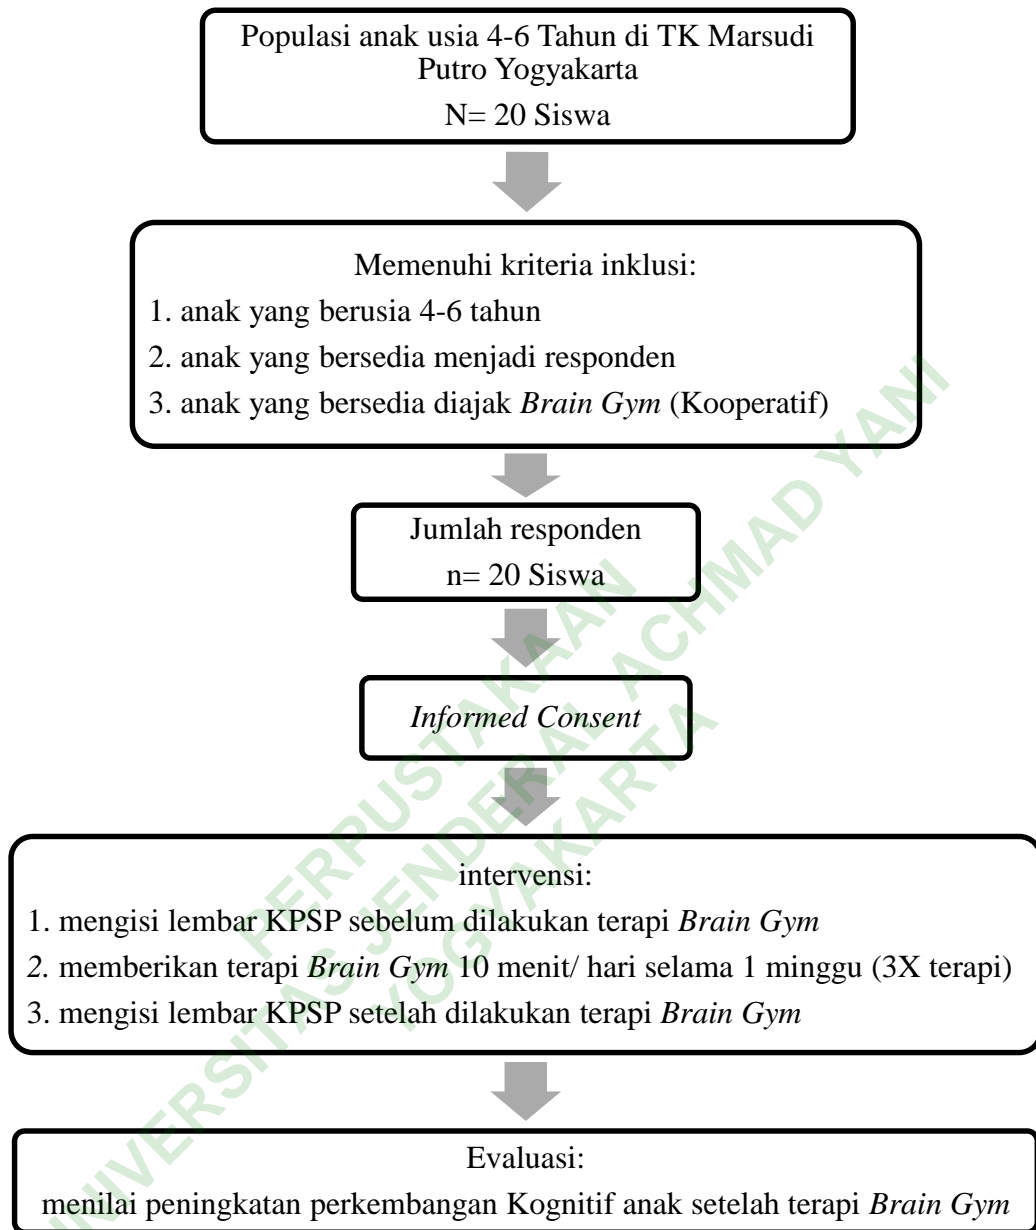 Populasi anak usia 4-6 Tahun di TK Marsudi
Putro Yogyakarta
N= 20 Siswa
Memenuhi kriteria inklusi:
1. anak yang berusia 4-6 tahun
2. anak yang bersedia menjadi responden
3. anak yang bersedia diajak Brain Gym (Kooperatif)
Jumlah responden
n= 20 Siswa
Informed Consent
intervensi:
1. mengisi lembar KPSP sebelum dilakukan terapi Brain Gym
2. memberikan terapi Brain Gym 10 menit/ hari selama 1 minggu (3X terapi)
3. mengisi lembar KPSP setelah dilakukan terapi Brain Gym
Evaluasi:
menilai peningkatan perkembangan Kognitif anak setelah terapi Brain Gym
PERPUSTAKAAN
UNIVERSITAS JENDERAL ACHMAD YANI
YOGYAKARTA